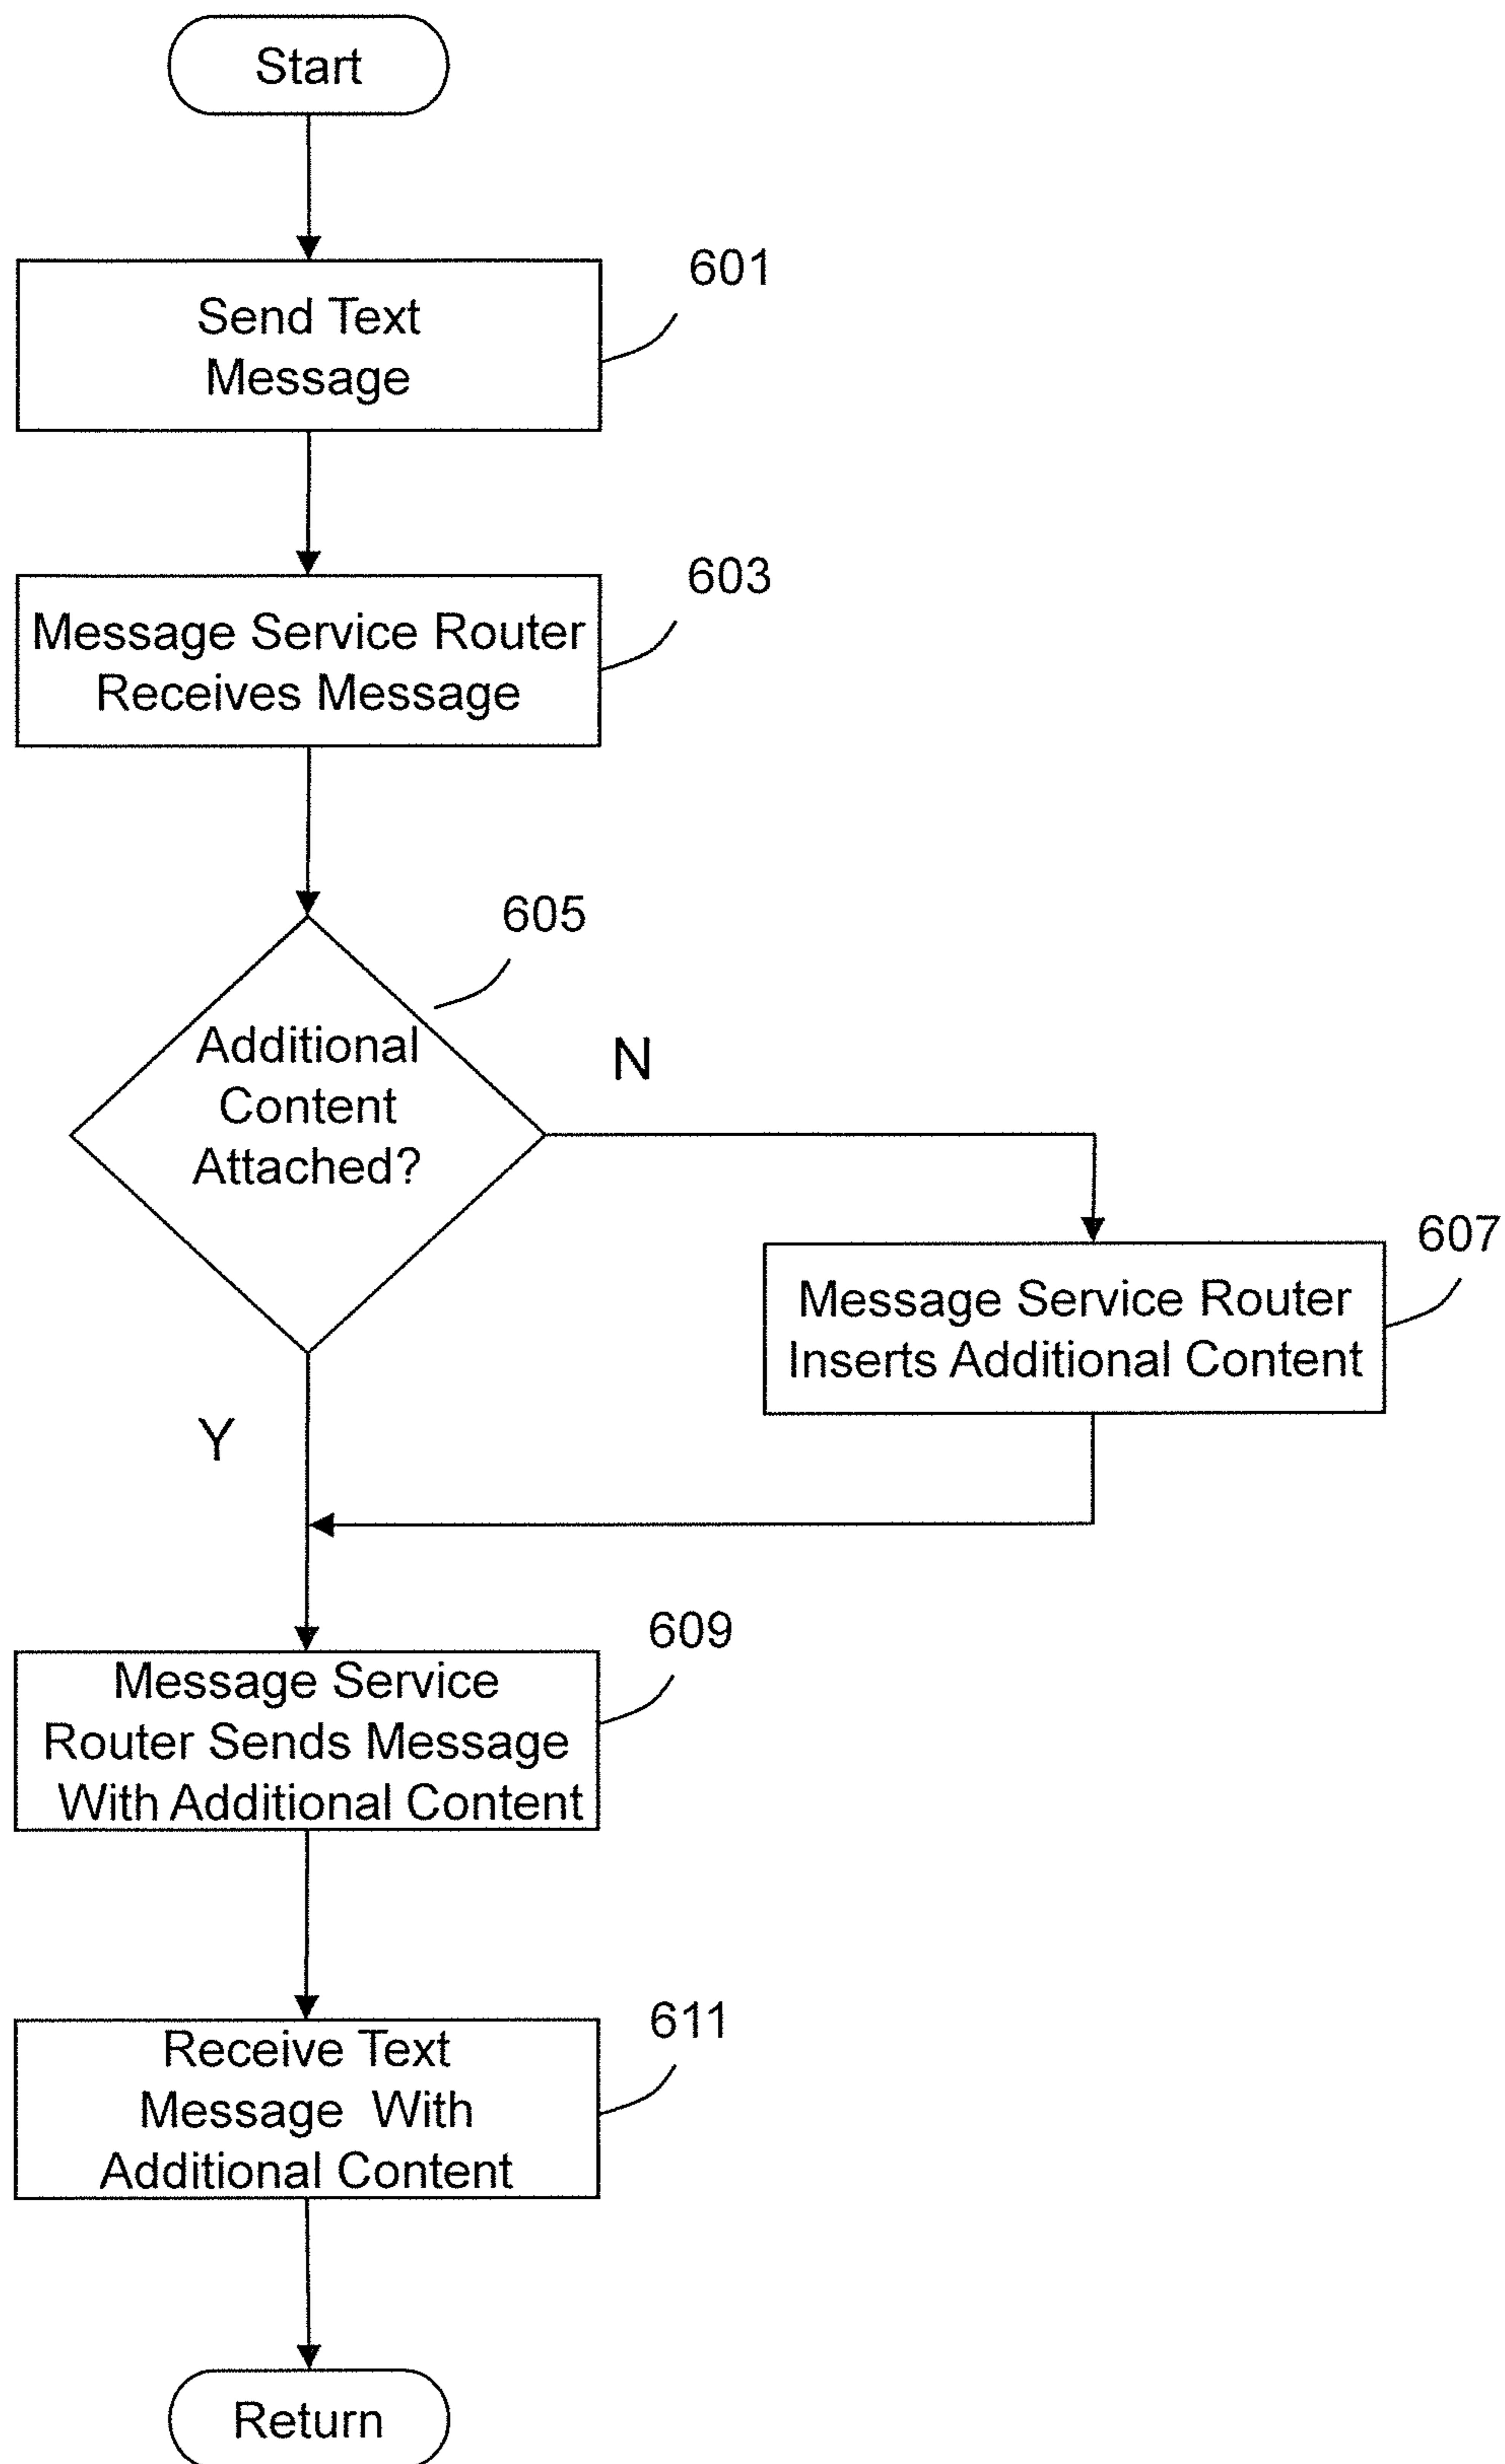 Start
601
Send Text
Message
603
Message Service Router
Receives Message
605
Additional
Content
Attached?
N
607
Message Service Router
Inserts Additional Content
Y
609
Message Service
Router Sends Message
With Additional Content
611
Receive Text
Message With
Additional Content
Return